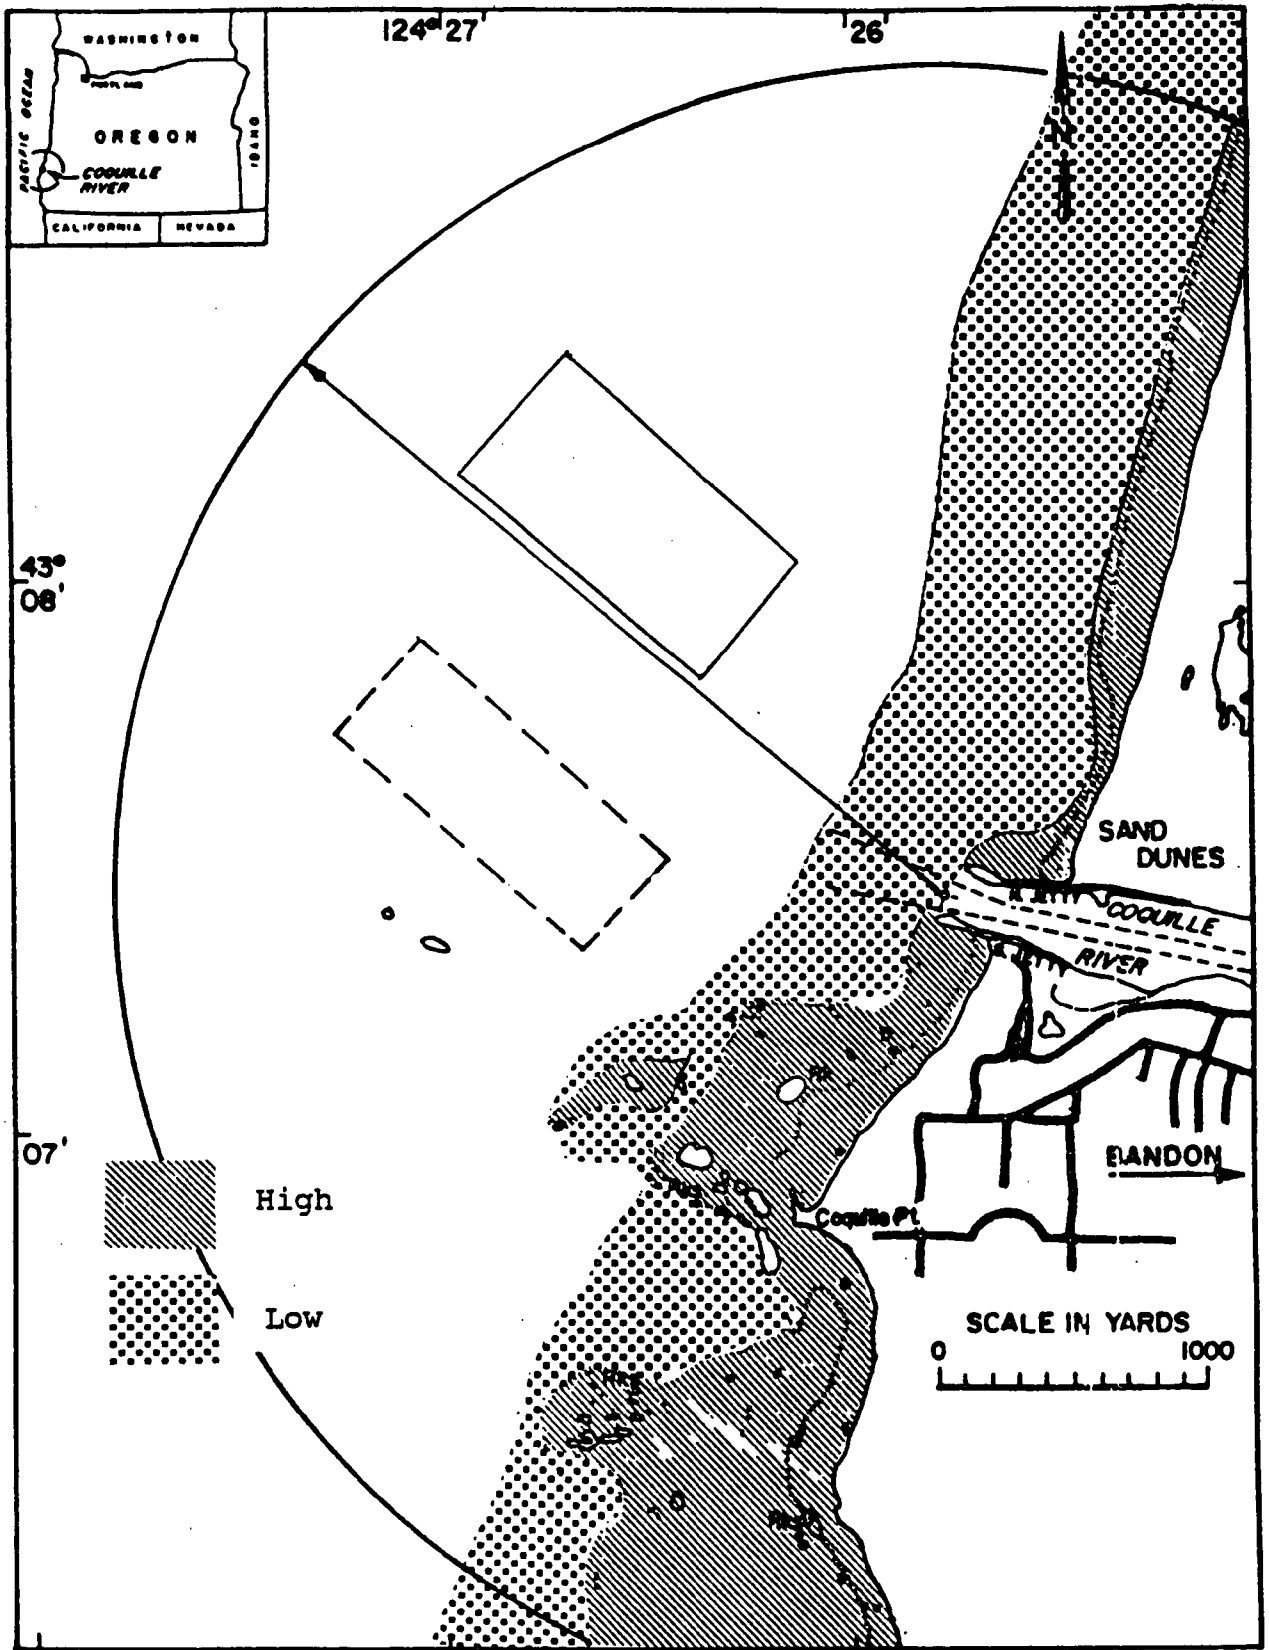 124° 27'
26'
WASHINGTON
PORTLAND
PACIFIC OCEAN
OREGON
IDAHO
COQUILLE
RIVER
CALIFORNIA
NEVADA
N
43°
08'
SAND
DUNES
COQUILLE
RIVER
07'
BANDON
High
Coquille Pt.
Low
SCALE IN YARDS
0 1000